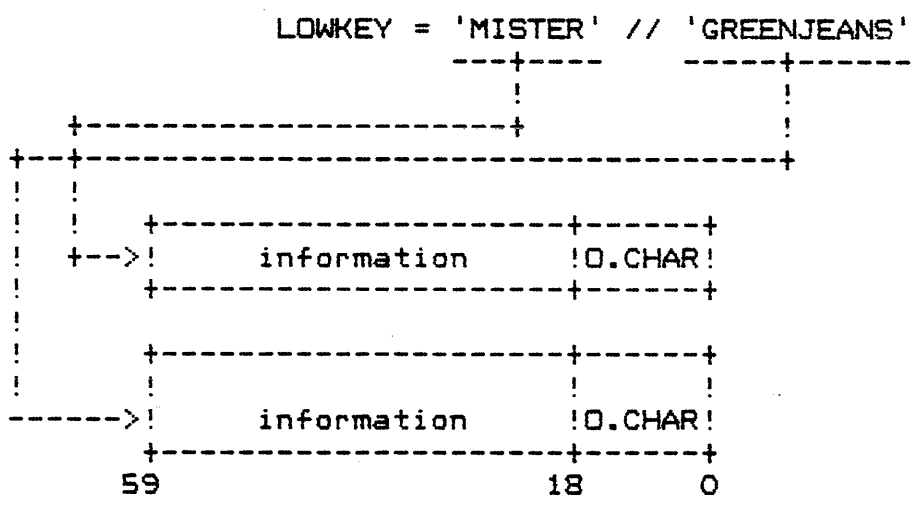 LOWKEY = 'MISTER' // 'GREENJEANS'
information O.CHAR
information O.CHAR
59 18 0